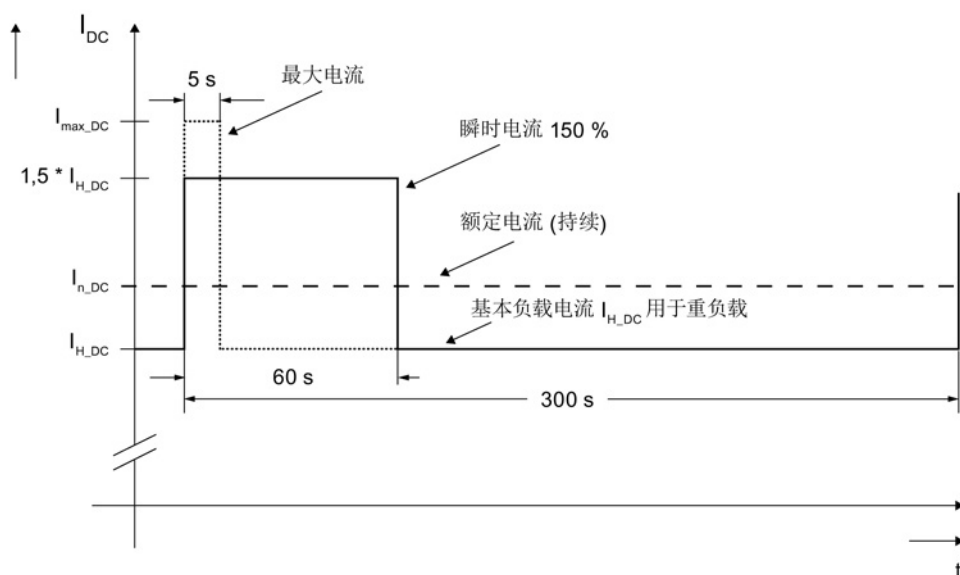 I_DC
5 s
最大电流
I_max_DC
瞬时电流 150 %
1,5 * I_H_DC
额定电流 (持续)
I_n_DC
基本负载电流 I_H_DC 用于重负载
I_H_DC
60 s
300 s
t